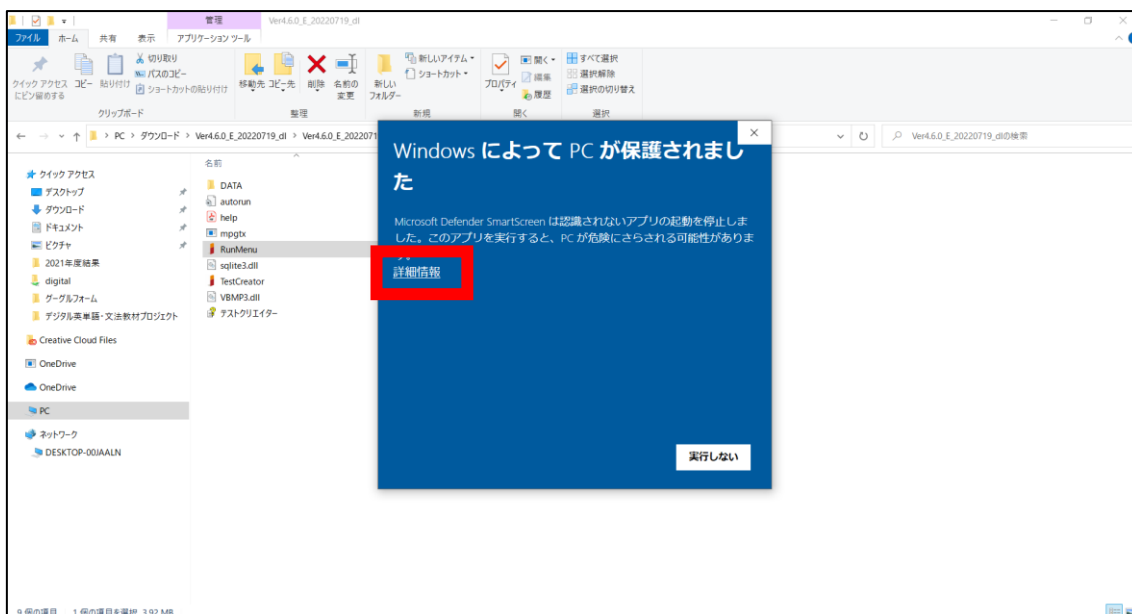 管理
Ver4.6.0_E_20220719_dl
ファイル
ホーム
共有
表示
アプリケーション ツール
クイック アクセス
にピン留めする
コピー
貼り付け
切り取り
パスのコピー
ショートカットの貼り付け
クリップボード
移動先
コピー先
削除
名前の
変更
整理
新しい
フォルダー
新しいアイテム
ショートカット
新規
プロパティ
開く
編集
履歴
開く
すべて選択
選択解除
選択の切り替え
選択
PC > ダウンロード > Ver4.6.0_E_20220719_dl > Ver4.6.0_E_2022071
Ver4.6.0_E_20220719_dlの検索
クイック アクセス
デスクトップ
ダウンロード
ドキュメント
ピクチャ
2021年度結果
digital
グーグルフォーム
デジタル英単語・文法教材プロジェクト
Creative Cloud Files
OneDrive
OneDrive
PC
ネットワーク
DESKTOP-00JAALN
名前
DATA
autorun
help
mpgtx
RunMenu
sqlite3.dll
TestCreator
VBMP3.dll
テストクリエイター
Windows によって PC が保護されまし
た
Microsoft Defender SmartScreen は認識されないアプリの起動を停止しま
した。このアプリを実行すると、PC が危険にさらされる可能性がありま
詳細情報
実行しない
9 個の項目
1 個の項目を選択 3.92 MB